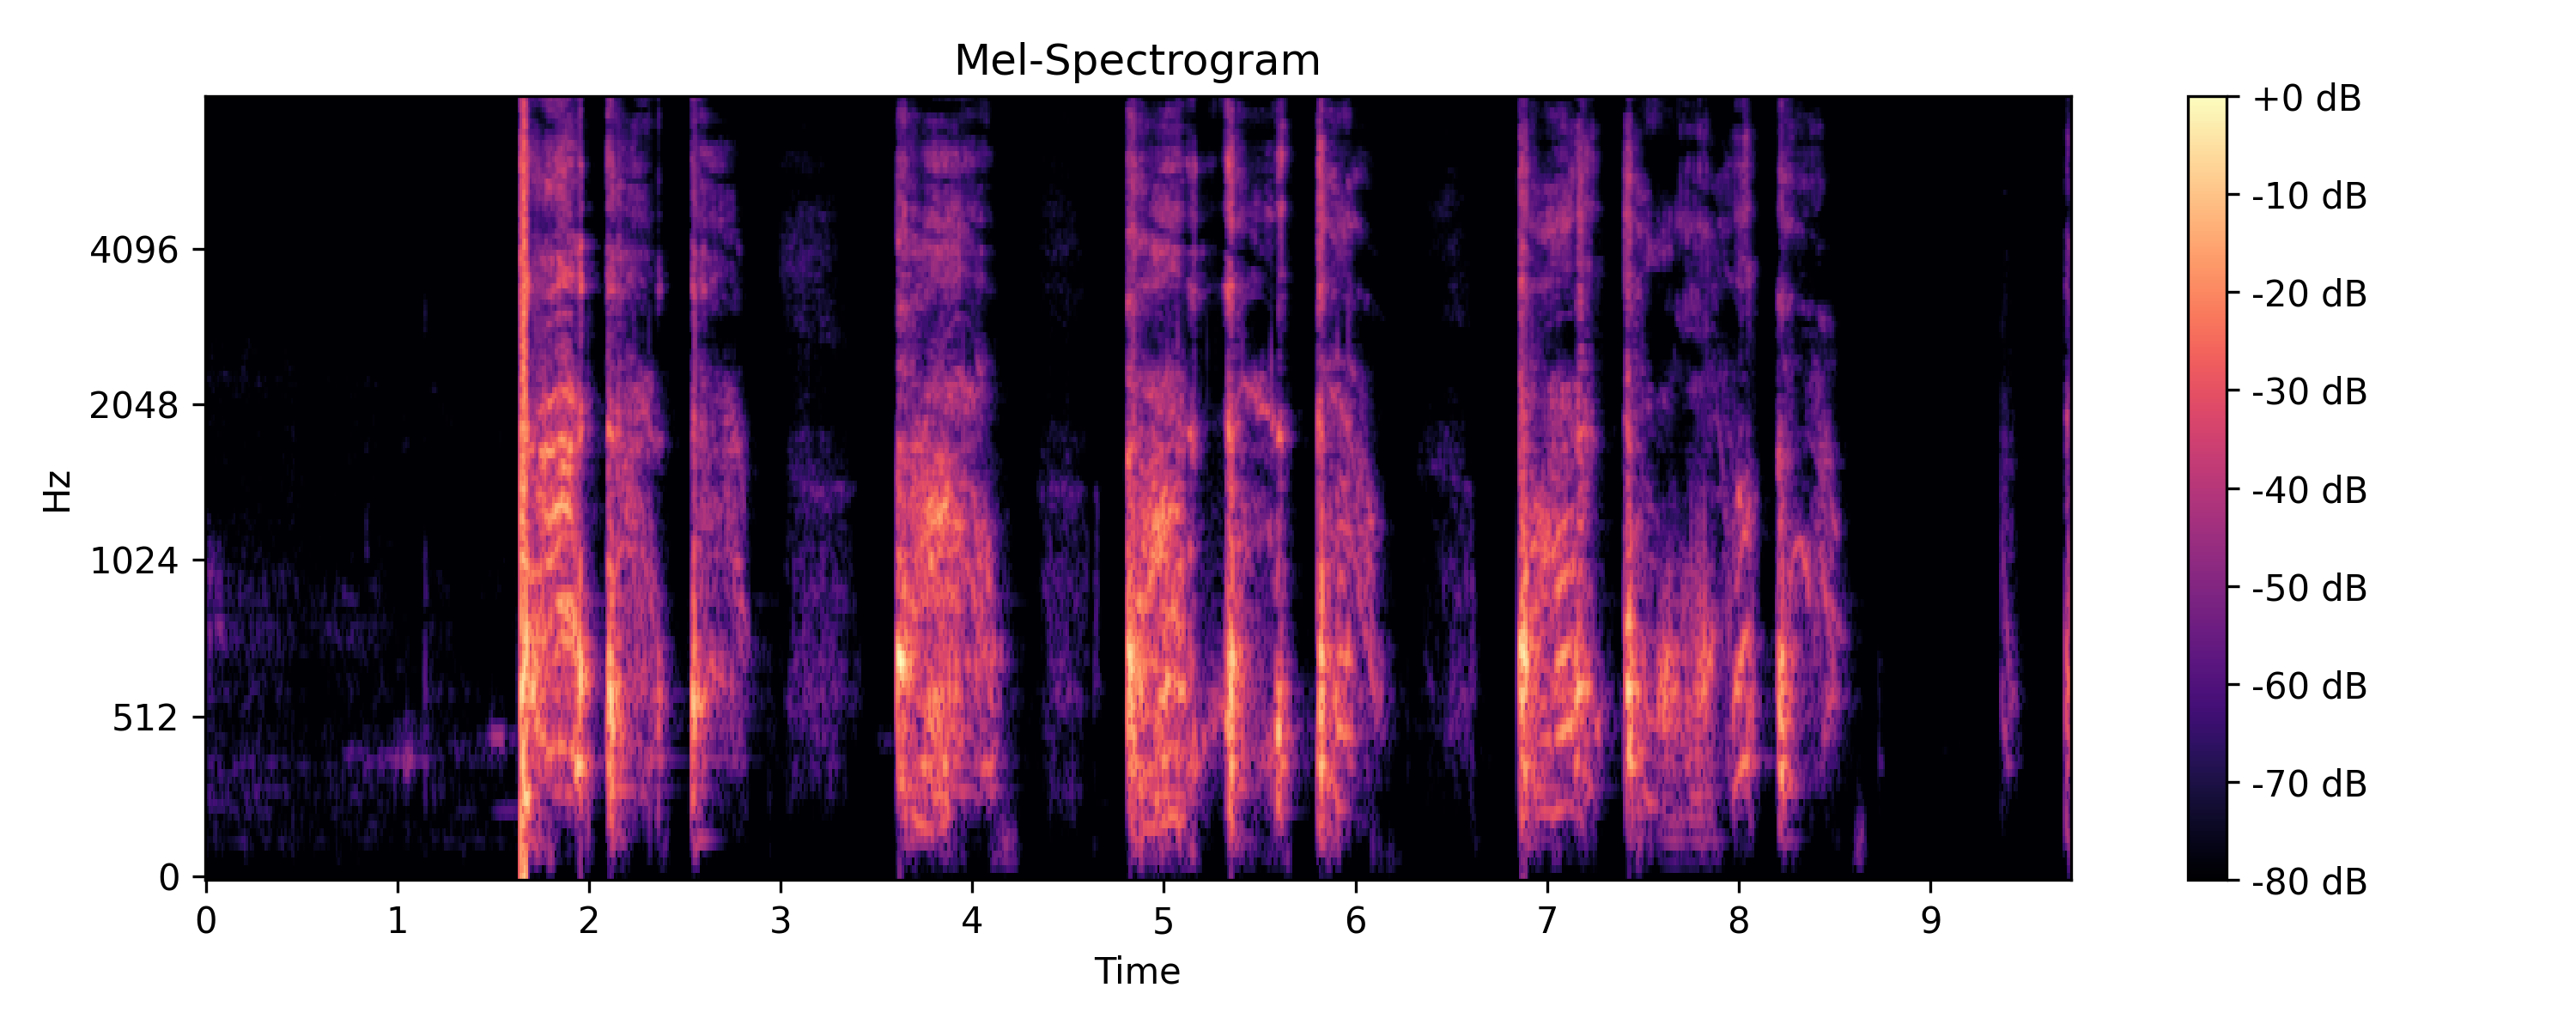 Mel-Spectrogram
+0 dB
-10 dB
-20 dB
-30 dB
-40 dB
-50 dB
-60 dB
-70 dB
-80 dB
4096
2048
1024
512
0
Hz
0 1 2 3 4 5 6 7 8 9
Time